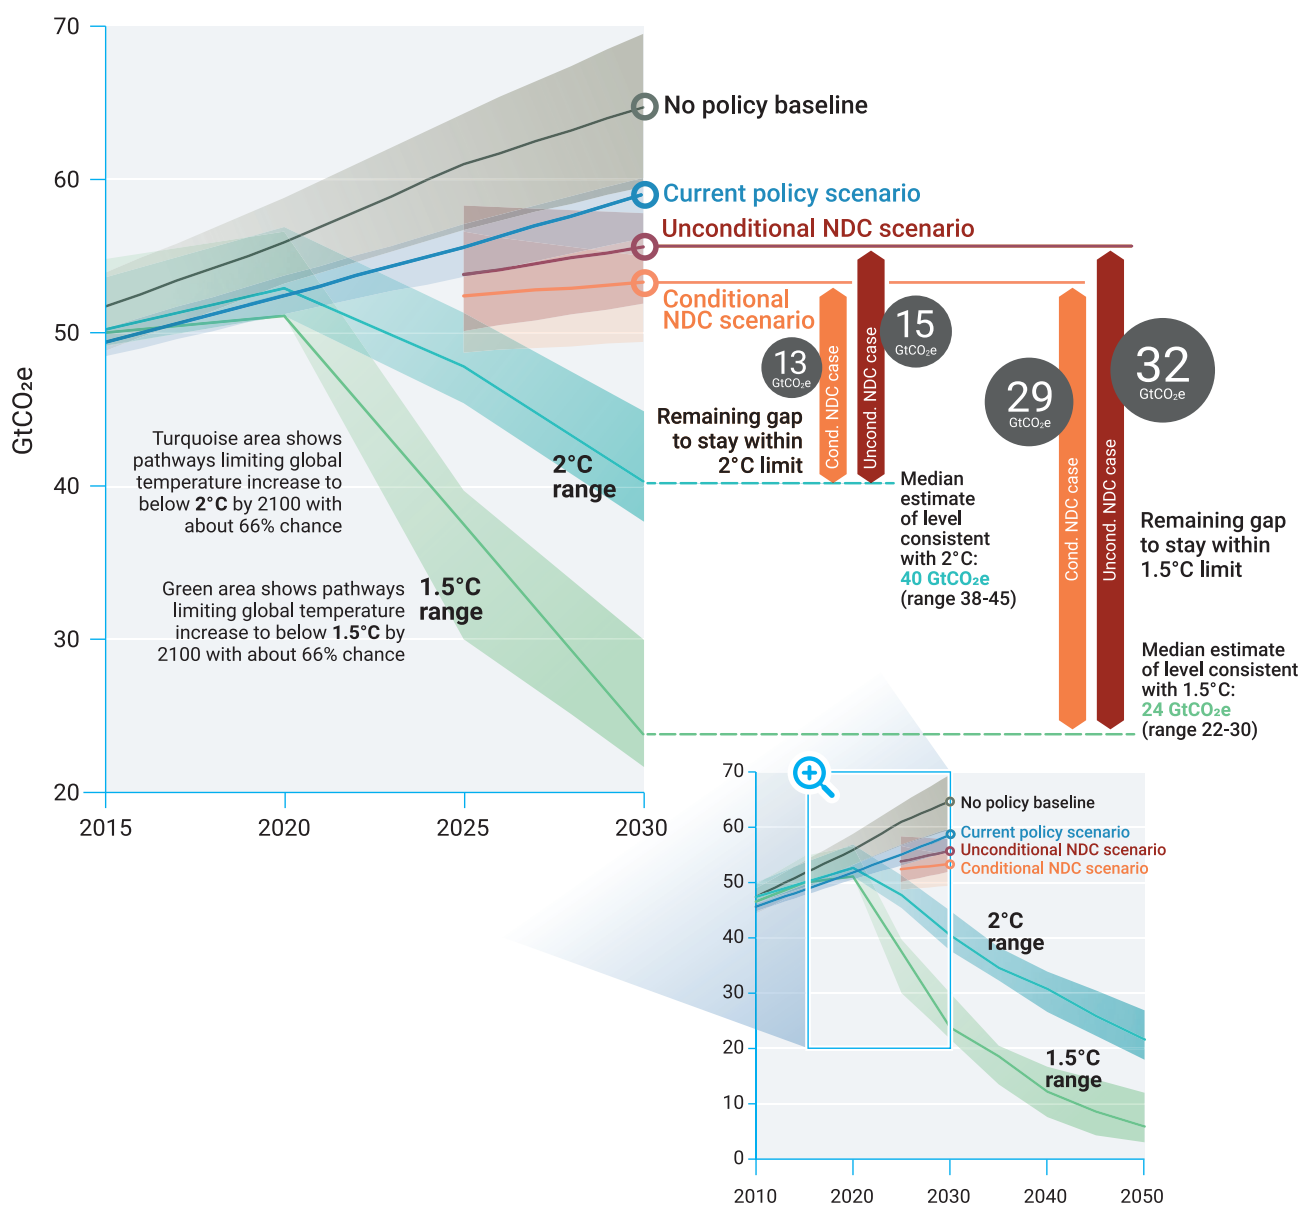 70
60
50
40
30
20
GtCO₂e
2015
2020
2025
2030
No policy baseline
Current policy scenario
Unconditional NDC scenario
Conditional
NDC scenario
Turquoise area shows
pathways limiting global
temperature increase to
below 2°C by 2100 with
about 66% chance
Green area shows pathways
limiting global temperature
increase to below 1.5°C by
2100 with about 66% chance
2°C
range
1.5°C
range
13
GtCO₂e
15
GtCO₂e
Cond. NDC case
Uncond. NDC case
Remaining gap
to stay within
2°C limit
Median
estimate
of level
consistent
with 2°C:
40 GtCO₂e
(range 38-45)
29
GtCO₂e
32
GtCO₂e
Cond. NDC case
Uncond. NDC case
Remaining gap
to stay within
1.5°C limit
Median estimate
of level consistent
with 1.5°C:
24 GtCO₂e
(range 22-30)
70
60
50
40
30
20
10
0
2010
2020
2030
2040
2050
No policy baseline
Current policy scenario
Unconditional NDC scenario
Conditional NDC scenario
2°C
range
1.5°C
range